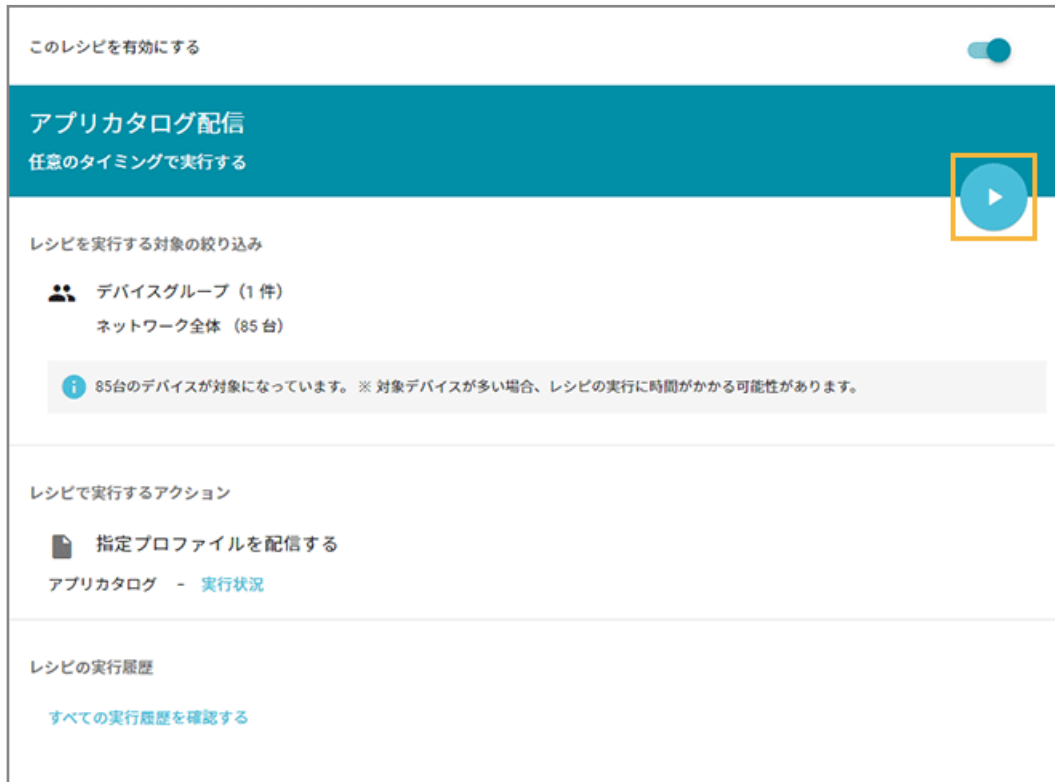 このレシピを有効にする
アプリカタログ配信
任意のタイミングで実行する
レシピを実行する対象の絞り込み
デバイスグループ（1 件）
ネットワーク全体 （85 台）
85台のデバイスが対象になっています。 ※ 対象デバイスが多い場合、レシピの実行に時間がかかる可能性があります。
レシピで実行するアクション
指定プロファイルを配信する
アプリカタログ － 実行状況
レシピの実行履歴
すべての実行履歴を確認する